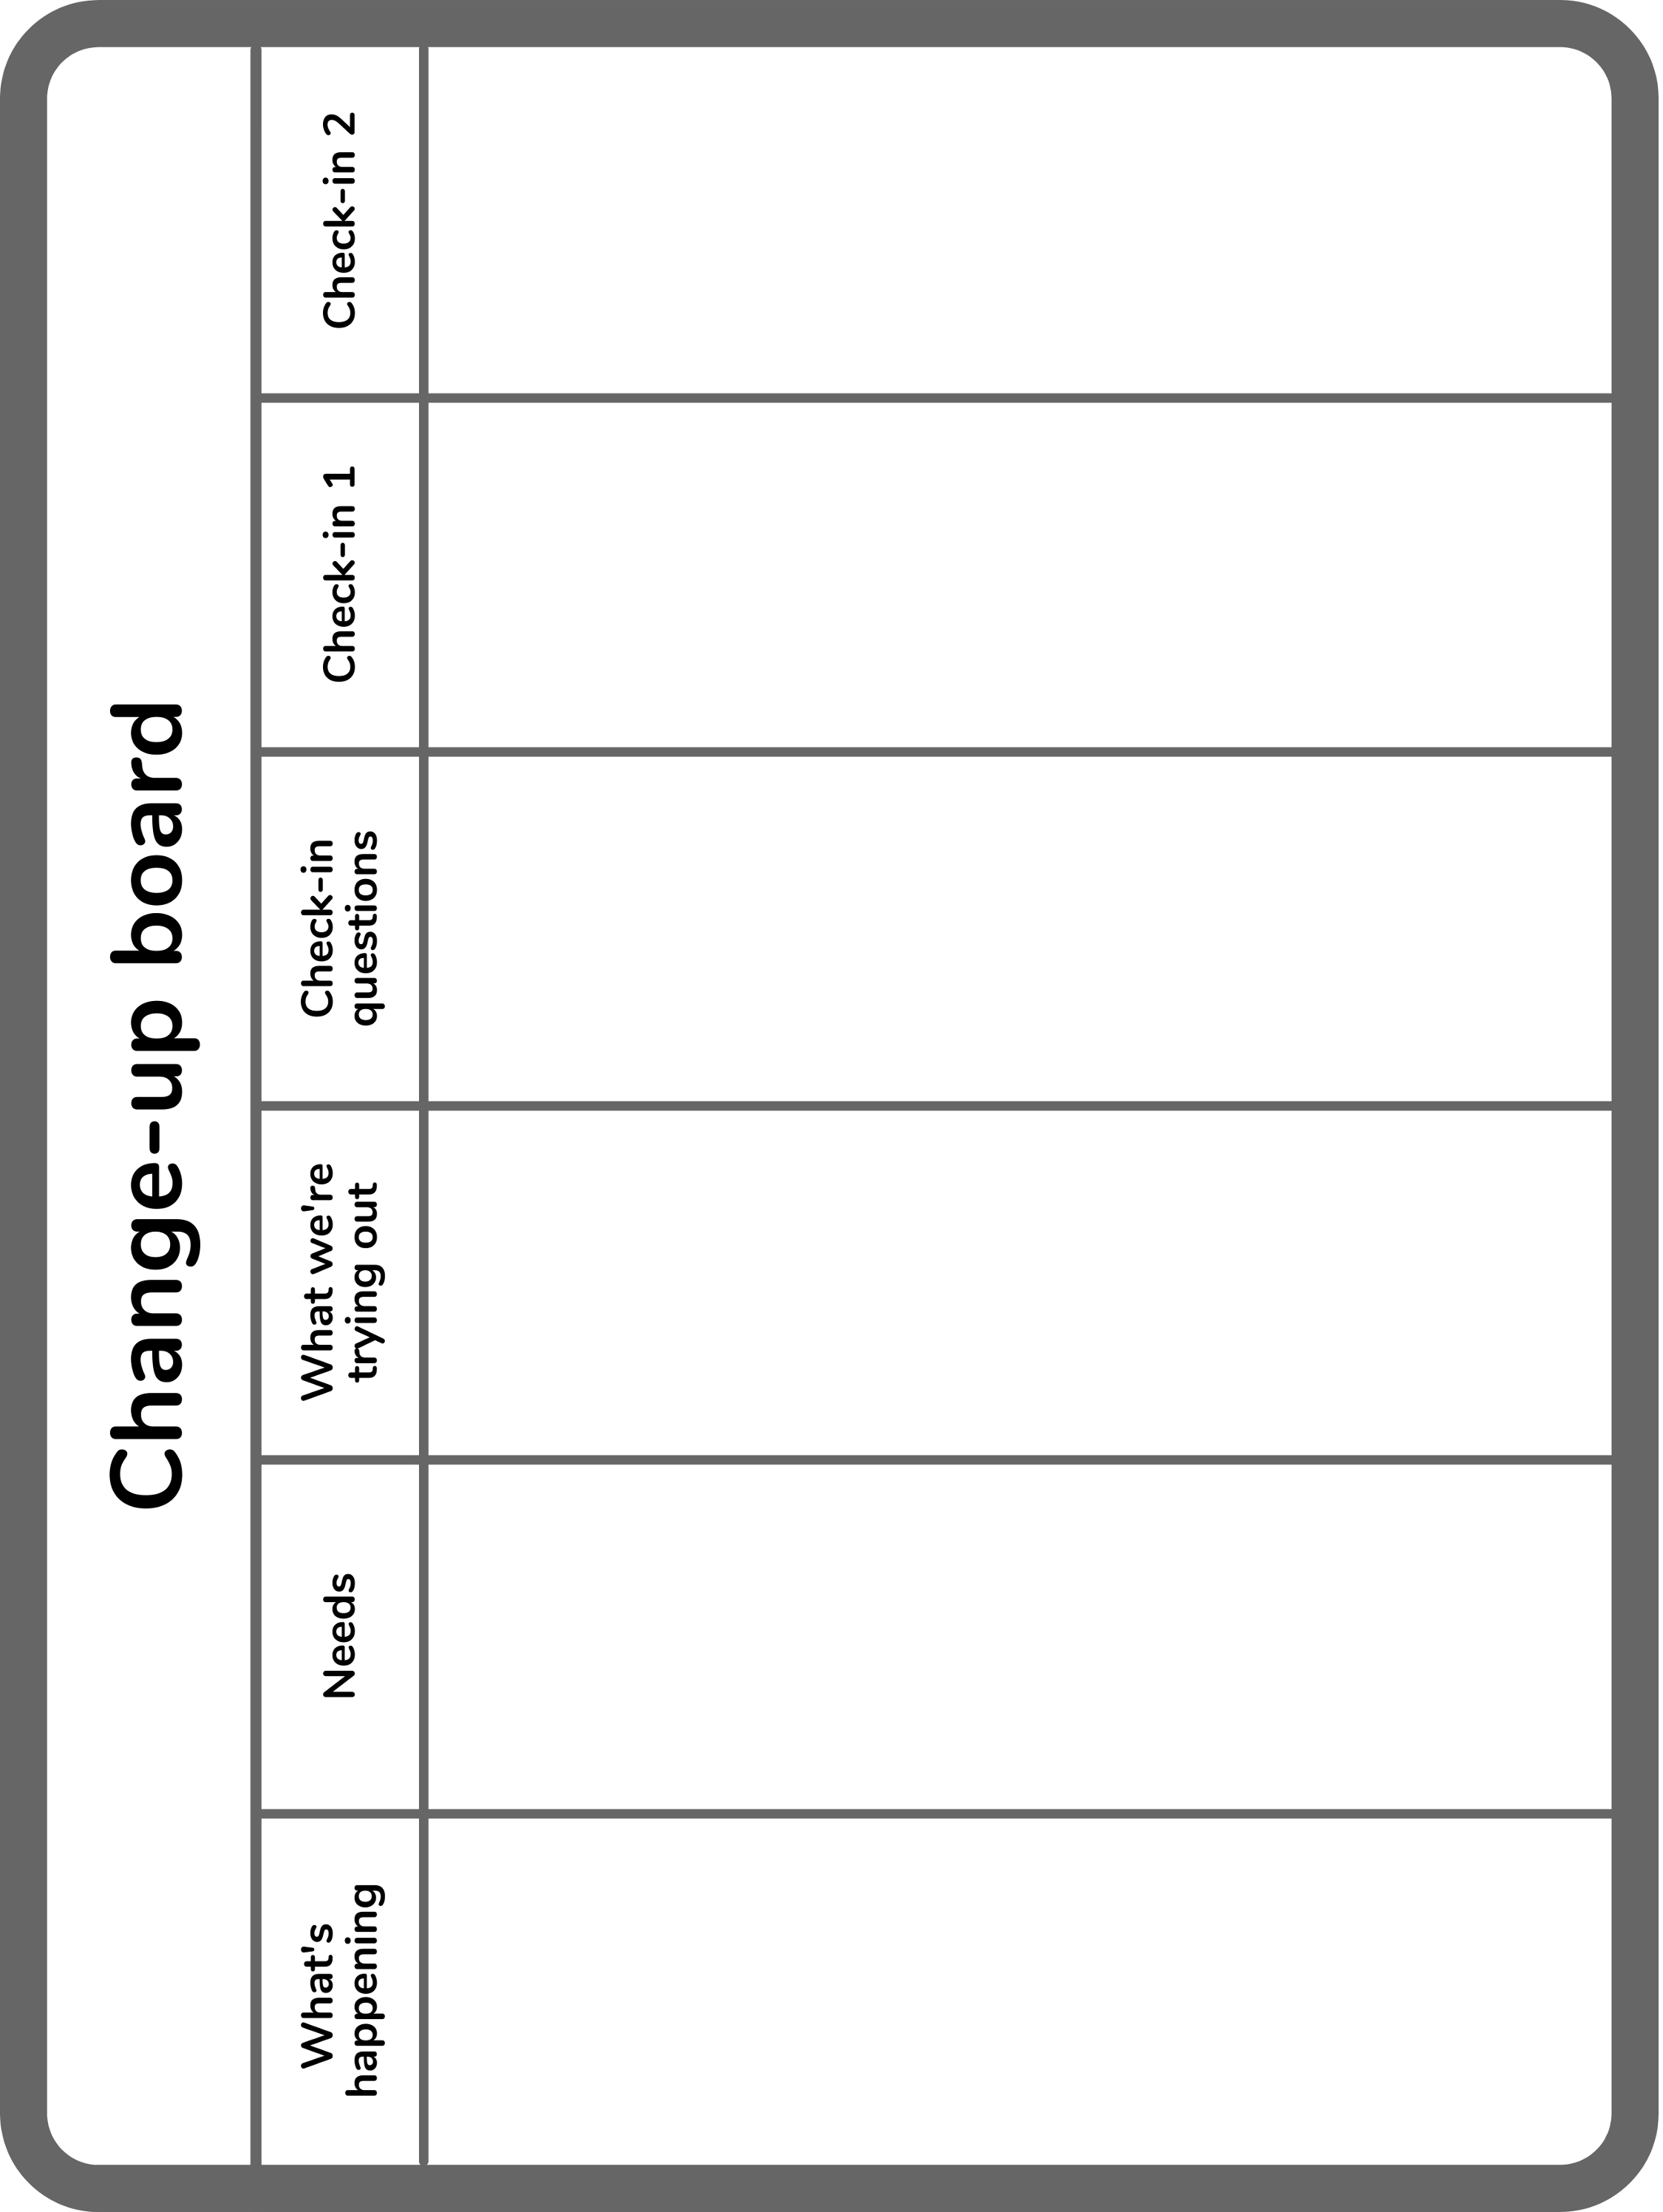 Change-up board
What's
happening
Needs
What we're
trying out
Check-in
questions
Check-in 1
Check-in 2